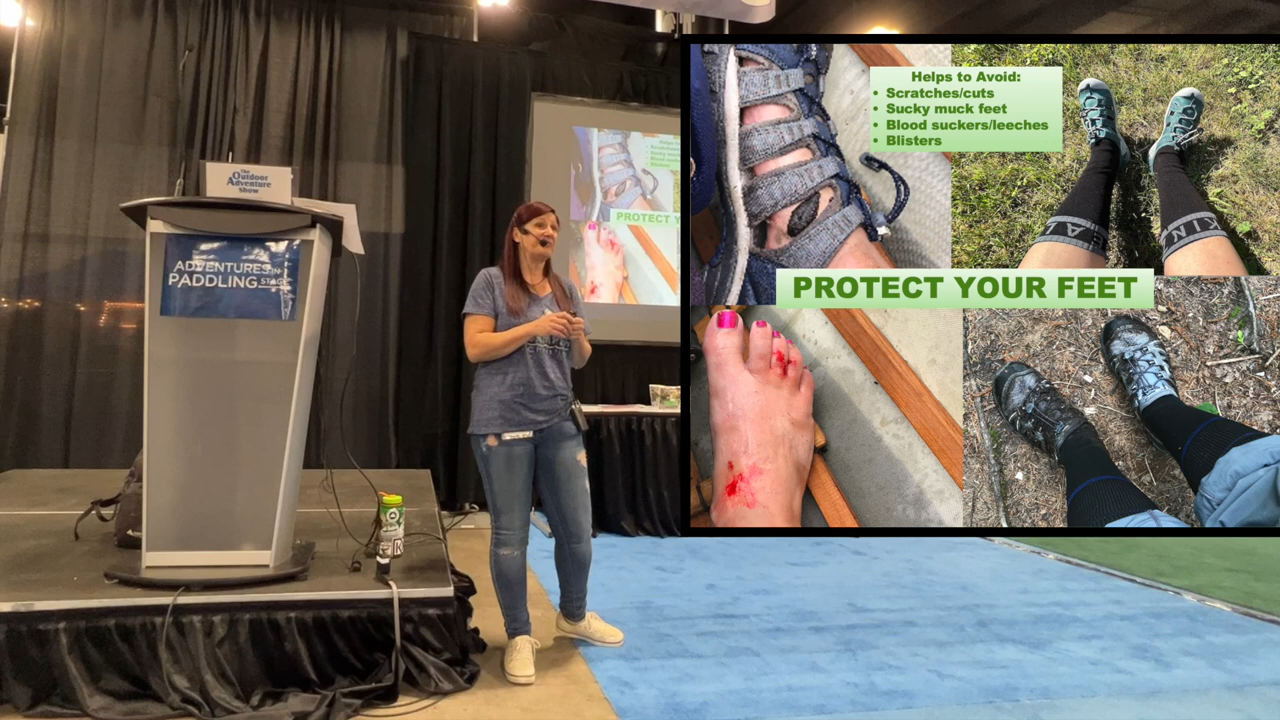 The
Outdoor
Adventure
Show
ADVENTURES IN
PADDLING STAGE
PROTECT Y
Helps to Avoid:
• Scratches/cuts
• Sucky muck feet
• Blood suckers/leeches
• Blisters
PROTECT YOUR FEET